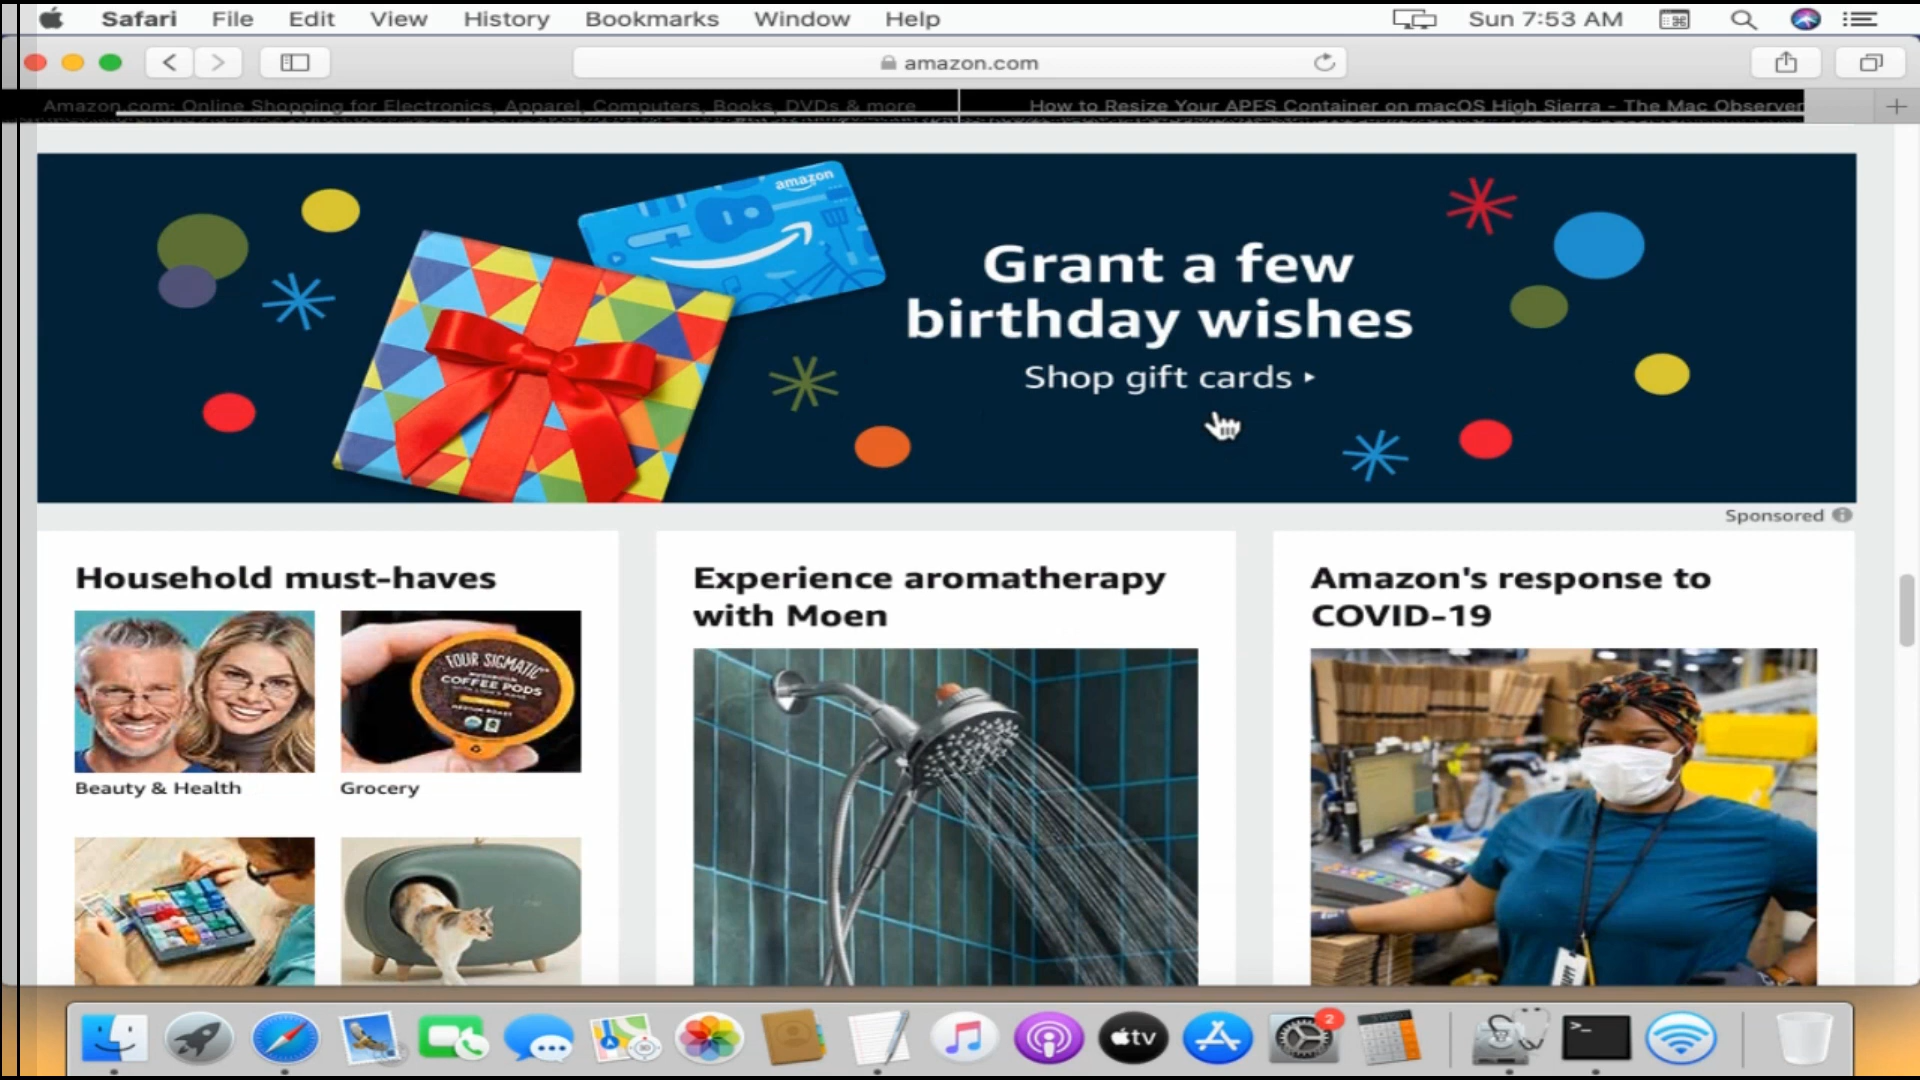 Safari File Edit View History Bookmarks Window Help
Sun 7:53 AM
amazon.com
Amazon.com: Online Shopping for Electronics, Apparel, Computers, Books, DVDs & more
How to Resize Your APFS Container on macOS High Sierra – The Mac Observer
amazon
Grant a few
birthday wishes
Shop gift cards ▸
Sponsored
Household must-haves
Beauty & Health
FOUR SIGMATIC
COFFEE PODS
Grocery
Experience aromatherapy
with Moen
Amazon's response to
COVID-19
tv
2
>_